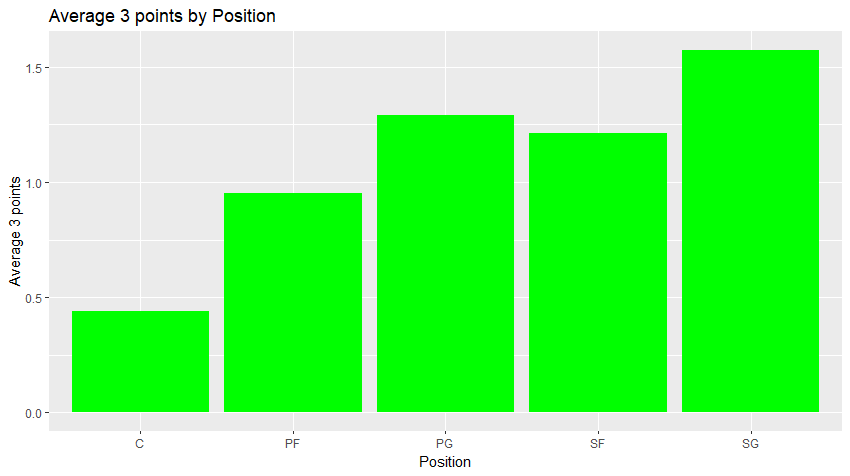 Average 3 points by Position
Average 3 points
1.5
1.0
0.5
0.0
C PF PG SF SG
Position